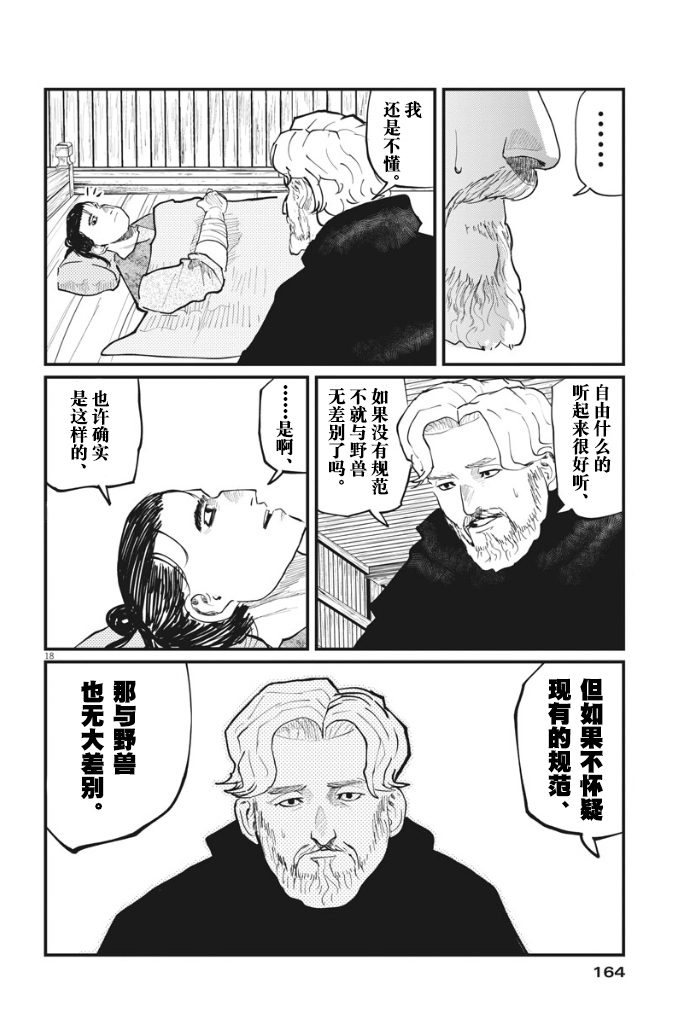 ……
我
还是不懂。
自由什么的
听起来很好听、
如果没有规范
不就与野兽
无差别了吗。
……是啊、
也许确实
是这样的、
18
但如果不怀疑
现有的规范、
那与野兽
也无大差别。
164